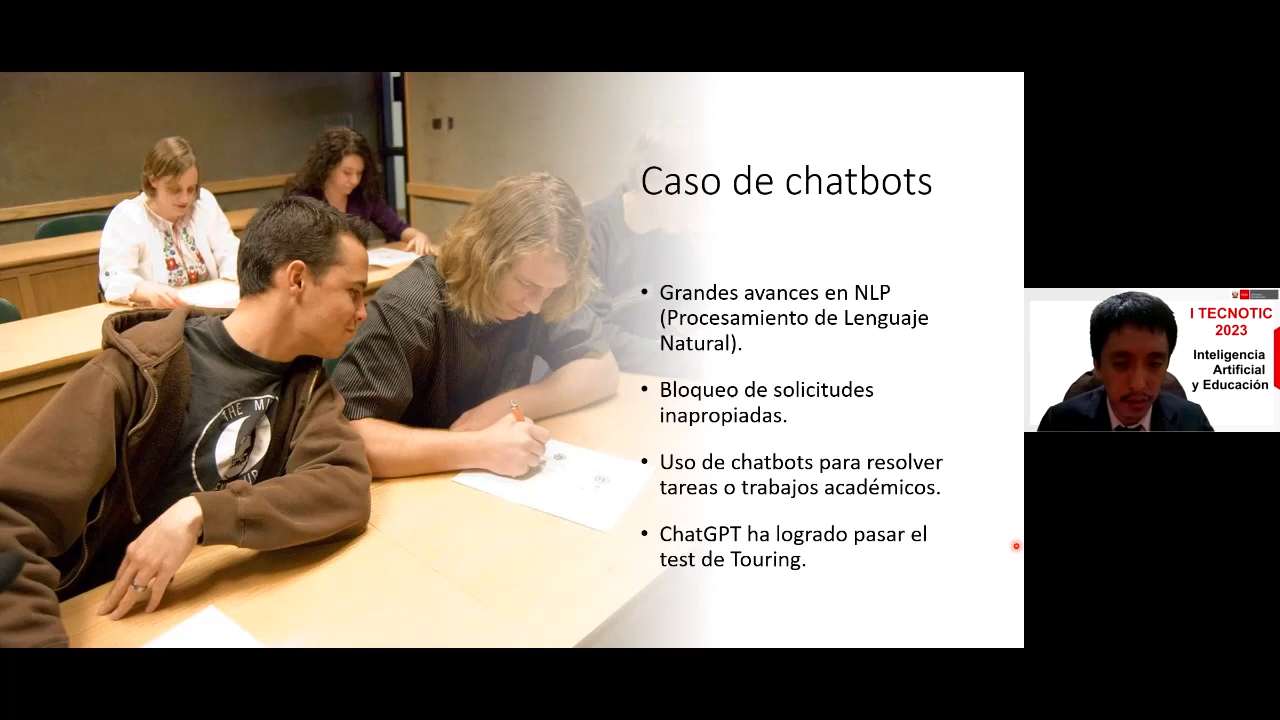 Caso de chatbots
• Grandes avances en NLP
(Procesamiento de Lenguaje
Natural).
• Bloqueo de solicitudes
inapropiadas.
• Uso de chatbots para resolver
tareas o trabajos académicos.
• ChatGPT ha logrado pasar el
test de Touring.
I TECNOTIC
2023
Inteligencia
Artificial
y Educación
THE